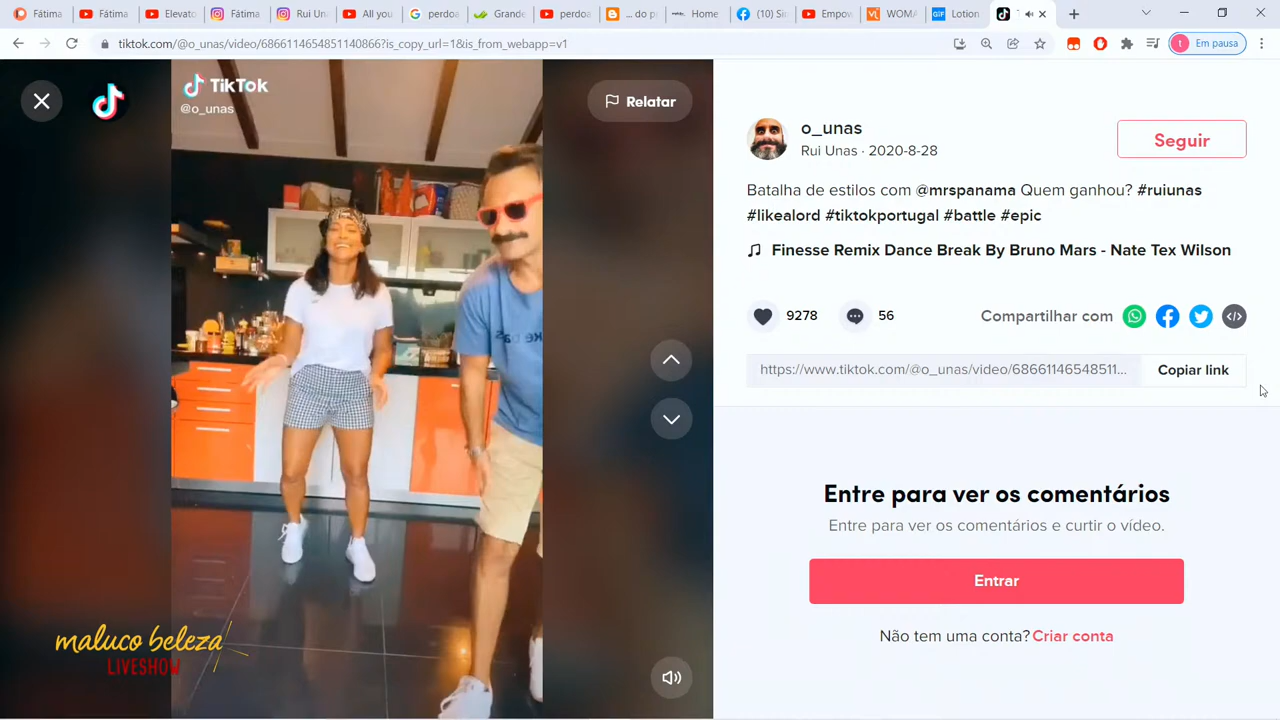 Fátima
Fátima
Elevato
Fátima
Rui Un
All you
perdoa
Grande
perdoa
... do p
Home
(10) Si
Empow
WOMA
Lotion
tiktok.com/@o_unas/video/6866114654851140866?is_copy_url=1&is_from_webapp=v1
t
Em pausa
TikTok
@o_unas
Relatar
o_unas
Rui Unas · 2020-8-28
Seguir
Batalha de estilos com @mrspanama Quem ganhou? #ruiunas
#likealord #tiktokportugal #battle #epic
Finesse Remix Dance Break By Bruno Mars - Nate Tex Wilson
9278
56
Compartilhar com
https://www.tiktok.com/@o_unas/video/68661146548511...
Copiar link
Entre para ver os comentários
Entre para ver os comentários e curtir o vídeo.
Entrar
Não tem uma conta? Criar conta
maluco beleza
LIVESHOW